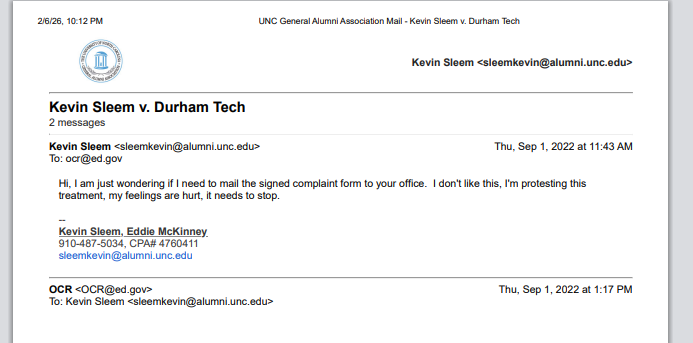 2/6/26, 10:12 PM UNC General Alumni Association Mail - Kevin Sleem v. Durham Tech
Kevin Sleem <sleemkevin@alumni.unc.edu>
Kevin Sleem v. Durham Tech
2 messages
Kevin Sleem <sleemkevin@alumni.unc.edu> Thu, Sep 1, 2022 at 11:43 AM
To: ocr@ed.gov
Hi, I am just wondering if I need to mail the signed complaint form to your office. I don't like this, I'm protesting this
treatment, my feelings are hurt, it needs to stop.
--
Kevin Sleem, Eddie McKinney
910-487-5034, CPA# 4760411
sleemkevin@alumni.unc.edu
OCR <OCR@ed.gov> Thu, Sep 1, 2022 at 1:17 PM
To: Kevin Sleem <sleemkevin@alumni.unc.edu>